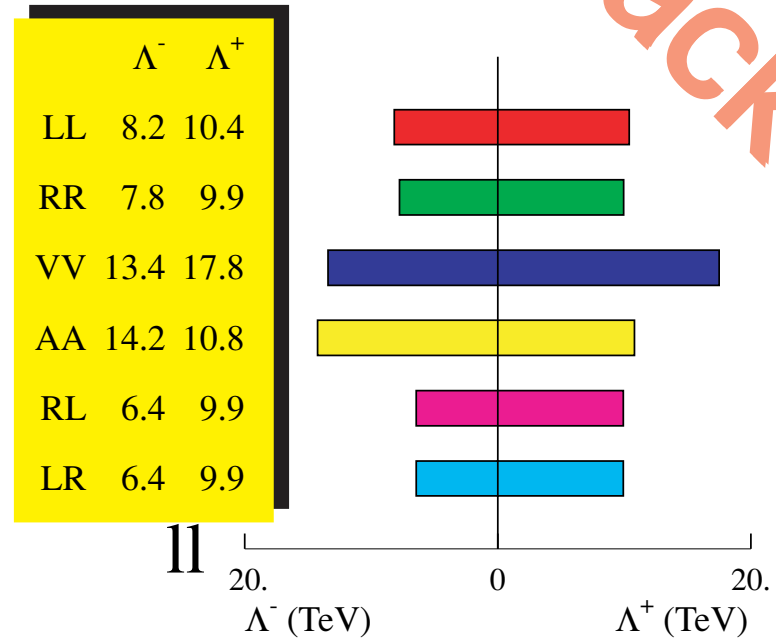 ack
Λ⁻ Λ⁺
LL 8.2 10.4
RR 7.8 9.9
VV 13.4 17.8
AA 14.2 10.8
RL 6.4 9.9
LR 6.4 9.9
ll
20. 0 20.
Λ⁻ (TeV) Λ⁺ (TeV)